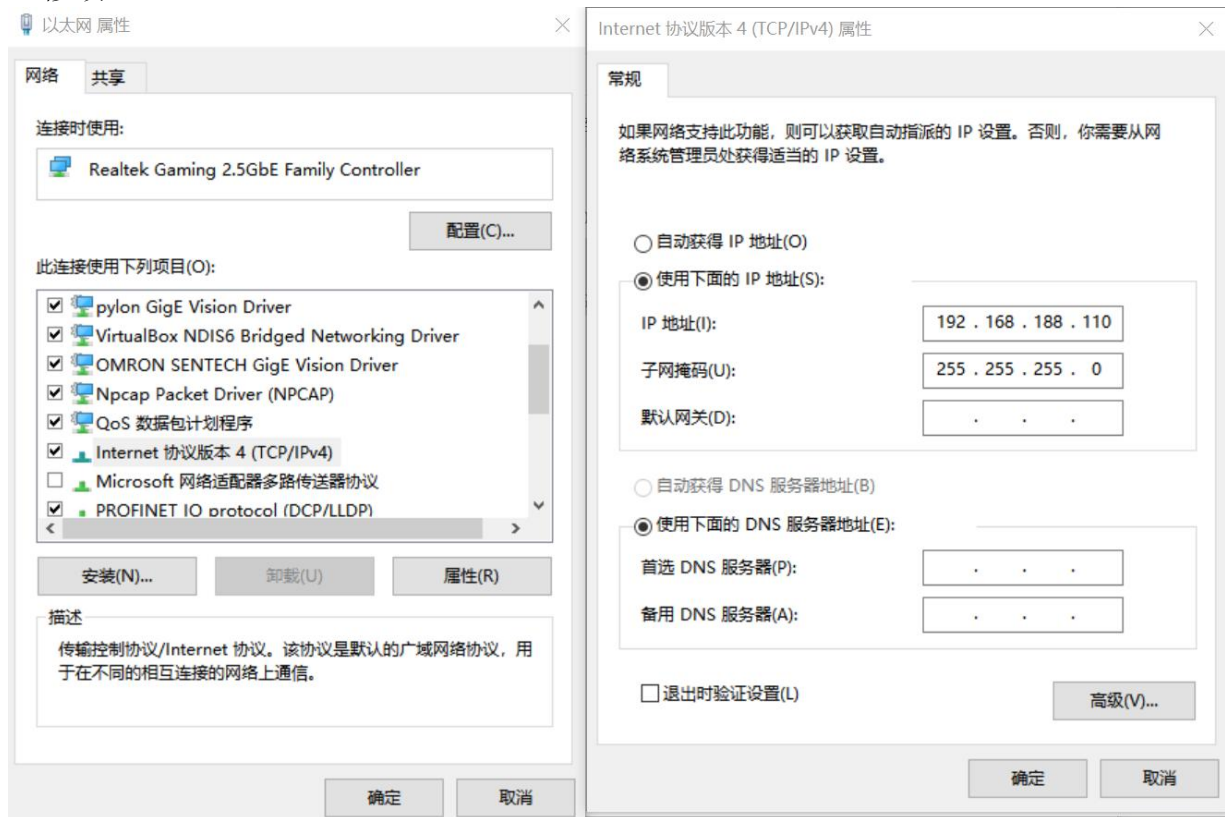 以太网 属性
网络
共享
连接时使用:
Realtek Gaming 2.5GbE Family Controller
配置(C)...
此连接使用下列项目(O):
pylon GigE Vision Driver
VirtualBox NDIS6 Bridged Networking Driver
OMRON SENTECH GigE Vision Driver
Npcap Packet Driver (NPCAP)
QoS 数据包计划程序
Internet 协议版本 4 (TCP/IPv4)
Microsoft 网络适配器多路传送器协议
PROFINET IO protocol (DCP/LLDP)
安装(N)...
卸载(U)
属性(R)
描述
传输控制协议/Internet 协议。该协议是默认的广域网络协议，用
于在不同的相互连接的网络上通信。
确定
取消
Internet 协议版本 4 (TCP/IPv4) 属性
常规
如果网络支持此功能，则可以获取自动指派的 IP 设置。否则，你需要从网
络系统管理员处获得适当的 IP 设置。
自动获得 IP 地址(O)
使用下面的 IP 地址(S):
IP 地址(I):
192 . 168 . 188 . 110
子网掩码(U):
255 . 255 . 255 . 0
默认网关(D):
. . .
自动获得 DNS 服务器地址(B)
使用下面的 DNS 服务器地址(E):
首选 DNS 服务器(P):
. . .
备用 DNS 服务器(A):
. . .
退出时验证设置(L)
高级(V)...
确定
取消